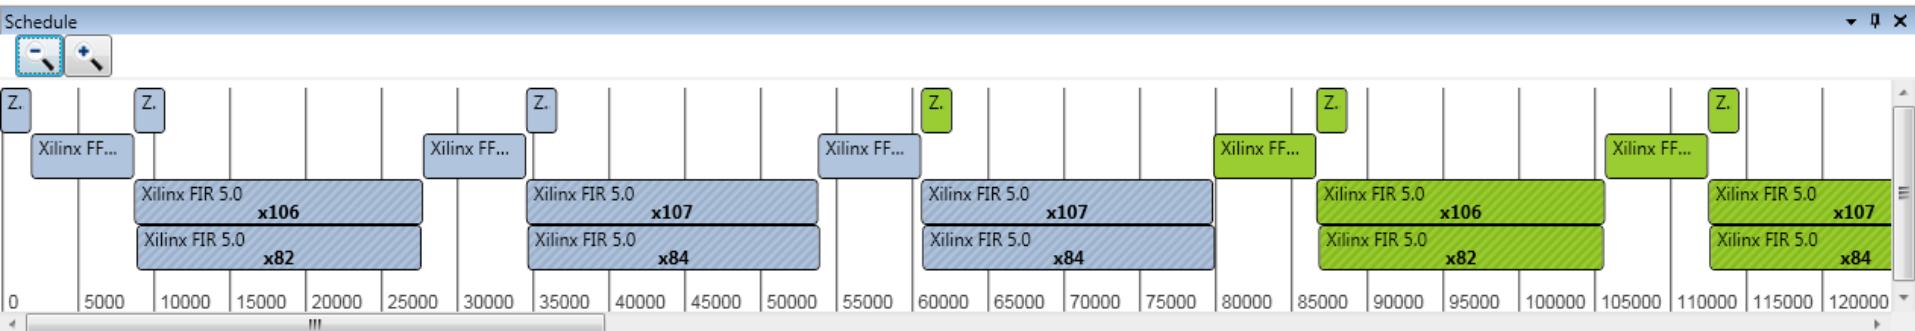 Schedule
Z. Z. Z. Z. Z. Z.
Xilinx FF... Xilinx FF... Xilinx FF... Xilinx FF... Xilinx FF...
Xilinx FIR 5.0 Xilinx FIR 5.0 Xilinx FIR 5.0 Xilinx FIR 5.0 Xilinx FIR 5.0
x106 x107 x107 x106 x107
Xilinx FIR 5.0 Xilinx FIR 5.0 Xilinx FIR 5.0 Xilinx FIR 5.0 Xilinx FIR 5.0
x82 x84 x84 x82 x84
0 5000 10000 15000 20000 25000 30000 35000 40000 45000 50000 55000 60000 65000 70000 75000 80000 85000 90000 95000 100000 105000 110000 115000 120000